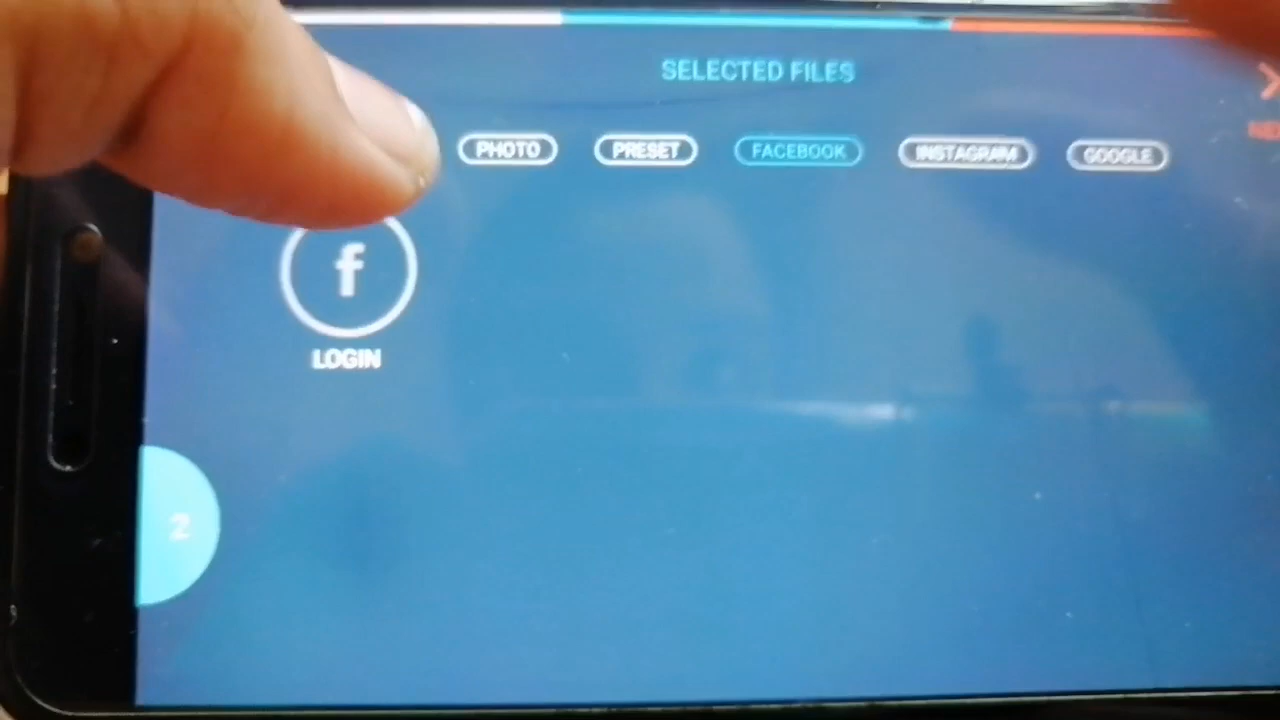 SELECTED FILES
PHOTO PRESET FACEBOOK INSTAGRAM GOOGLE
f
LOGIN
2